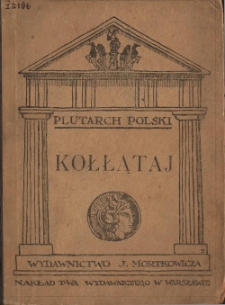 PLUTARCH POLSKI
KOŁŁĄTAJ
WYDAWNICTWO J. MORTKOWICZA
NAKŁAD TWA WYDAWNICZEGO W WARSZAWIE